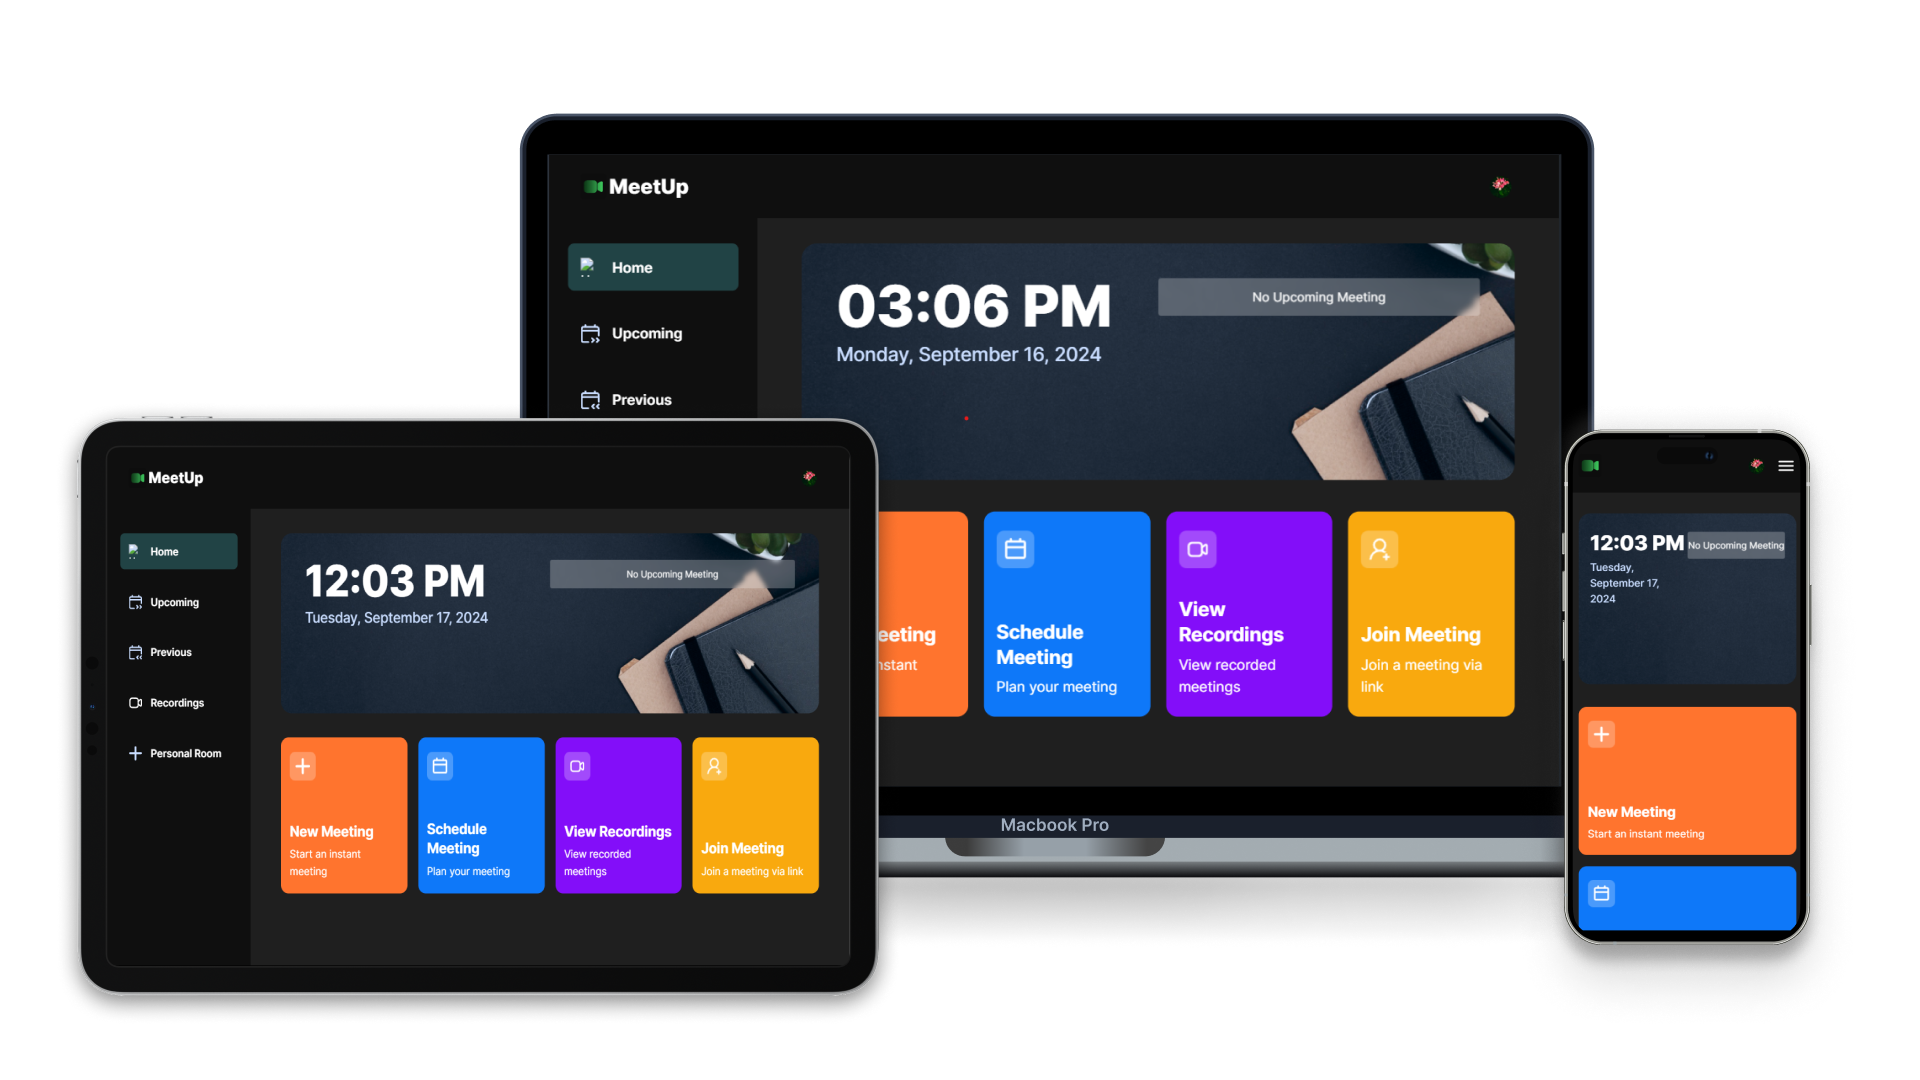 MeetUp
Home
Upcoming
Previous
03:06 PM
Monday, September 16, 2024
No Upcoming Meeting
eeting
nstant
Schedule
Meeting
Plan your meeting
View
Recordings
View recorded
meetings
Join Meeting
Join a meeting via
link
Macbook Pro
MeetUp
Home
Upcoming
Previous
Recordings
Personal Room
12:03 PM
Tuesday, September 17, 2024
No Upcoming Meeting
New Meeting
Start an instant
meeting
Schedule
Meeting
Plan your meeting
View Recordings
View recorded
meetings
Join Meeting
Join a meeting via link
12:03 PM
No Upcoming Meeting
Tuesday,
September 17,
2024
New Meeting
Start an instant meeting